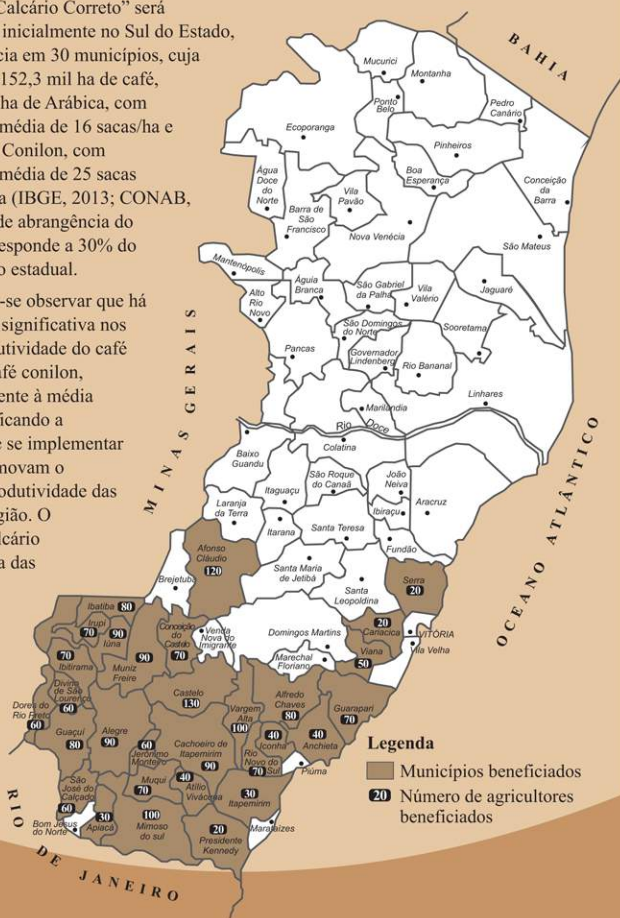 Calcário Correto” será
inicialmente no Sul do Estado,
cia em 30 municípios, cuja
152,3 mil ha de café,
ha de Arábica, com
média de 16 sacas/ha e
Conilon, com
média de 25 sacas
a (IBGE, 2013; CONAB,
de abrangência do
responde a 30% do
o estadual.
-se observar que há
significativa nos
utividade do café
afé conilon,
ente à média
ficando a
e se implementar
movam o
rodutividade das
gião. O
lcário
a das
BAHIA
Mucurici
Montanha
Ponto
Belo
Pedro
Canário
Ecoporanga
Pinheiros
Água
Doce
do
Norte
Vila
Pavão
Boa
Esperança
Conceição
da
Barra
Barra de
São
Francisco
Nova Venécia
São Mateus
Mantenópolis
Águia
Branca
São Gabriel
da Palha
Vila
Valério
Jaguaré
Alto
Rio
Novo
São Domingos
do Norte
Sooretama
Pancas
Governador
Lindenberg
Rio Bananal
Linhares
Marilandia
Rio Doce
MINAS GERAIS
Colatina
Baixo
Guandu
São Roque
do Canaã
João
Neiva
Itaguaçu
Aracruz
Laranja
da Terra
Ibiraçu
Itarana
Santa Teresa
Fundão
OCEANO ATLÂNTICO
Afonso
Cláudio
120
Santa Maria
de Jetibá
Serra
20
Brejetuba
Santa
Leopoldina
Ibatiba 80
Irupi
70
90
Iúna
Conceição
do
Castelo
70
Venda
Nova do
Imigrante
Domingos Martins
20
Cariacica
VITÓRIA
Vila Velha
Viana
50
Marechal
Floriano
70
Ibitirama
Muniz
Freire
90
Divino
de São
Lourenço
60
Dores do
Rio Preto
60
Castelo
130
Vargem
Alta
100
Alfredo
Chaves
80
Guarapari
70
Guaçuí
80
Alegre
90
60
Jerônimo
Monteiro
Cachoeiro de
Itapemirim
90
40
Iconha
40
Anchieta
Rio
Novo do
Sul
70
Piúma
São
José do
Calçado
60
Muqui
70
40
Atílio
Vivácqua
30
Itapemirim
Bom Jesus
do Norte
30
Apiacá
100
Mimoso
do sul
20
Presidente
Kennedy
Marataízes
RIO DE JANEIRO
Legenda
Municípios beneficiados
20 Número de agricultores
beneficiados